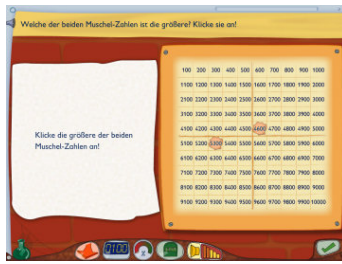 Welche der beiden Muschel-Zahlen ist die größere? Klicke sie an!
Klicke die größere der beiden
Muschel-Zahlen an!
100 200 300 400 500 600 700 800 900 1000
1100 1200 1300 1400 1500 1600 1700 1800 1900 2000
2100 2200 2300 2400 2500 2600 2700 2800 2900 3000
3100 3200 3300 3400 3500 3600 3700 3800 3900 4000
4100 4200 4300 4400 4500 4600 4700 4800 4900 5000
5100 5200 5300 5400 5500 5600 5700 5800 5900 6000
6100 6200 6300 6400 6500 6600 6700 6800 6900 7000
7100 7200 7300 7400 7500 7600 7700 7800 7900 8000
8100 8200 8300 8400 8500 8600 8700 8800 8900 9000
9100 9200 9300 9400 9500 9600 9700 9800 9900 10000